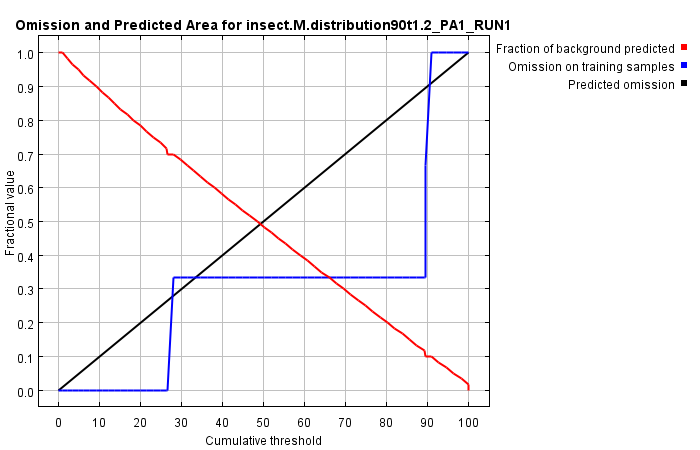 Omission and Predicted Area for insect.M.distribution90t1.2_PA1_RUN1
Fraction of background predicted
Omission on training samples
Predicted omission
Fractional value
1.0
0.9
0.8
0.7
0.6
0.5
0.4
0.3
0.2
0.1
0.0
0 10 20 30 40 50 60 70 80 90 100
Cumulative threshold